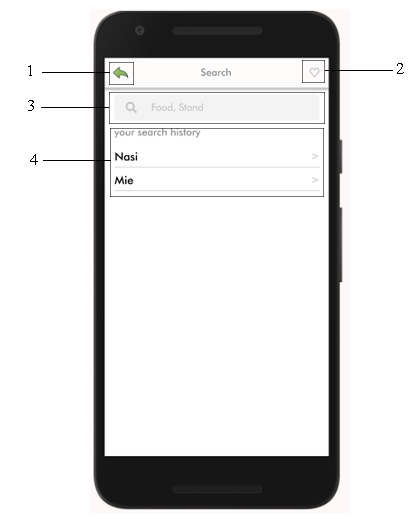 1
Search
2
3
Food, Stand
your search history
4
Nasi >
Mie >